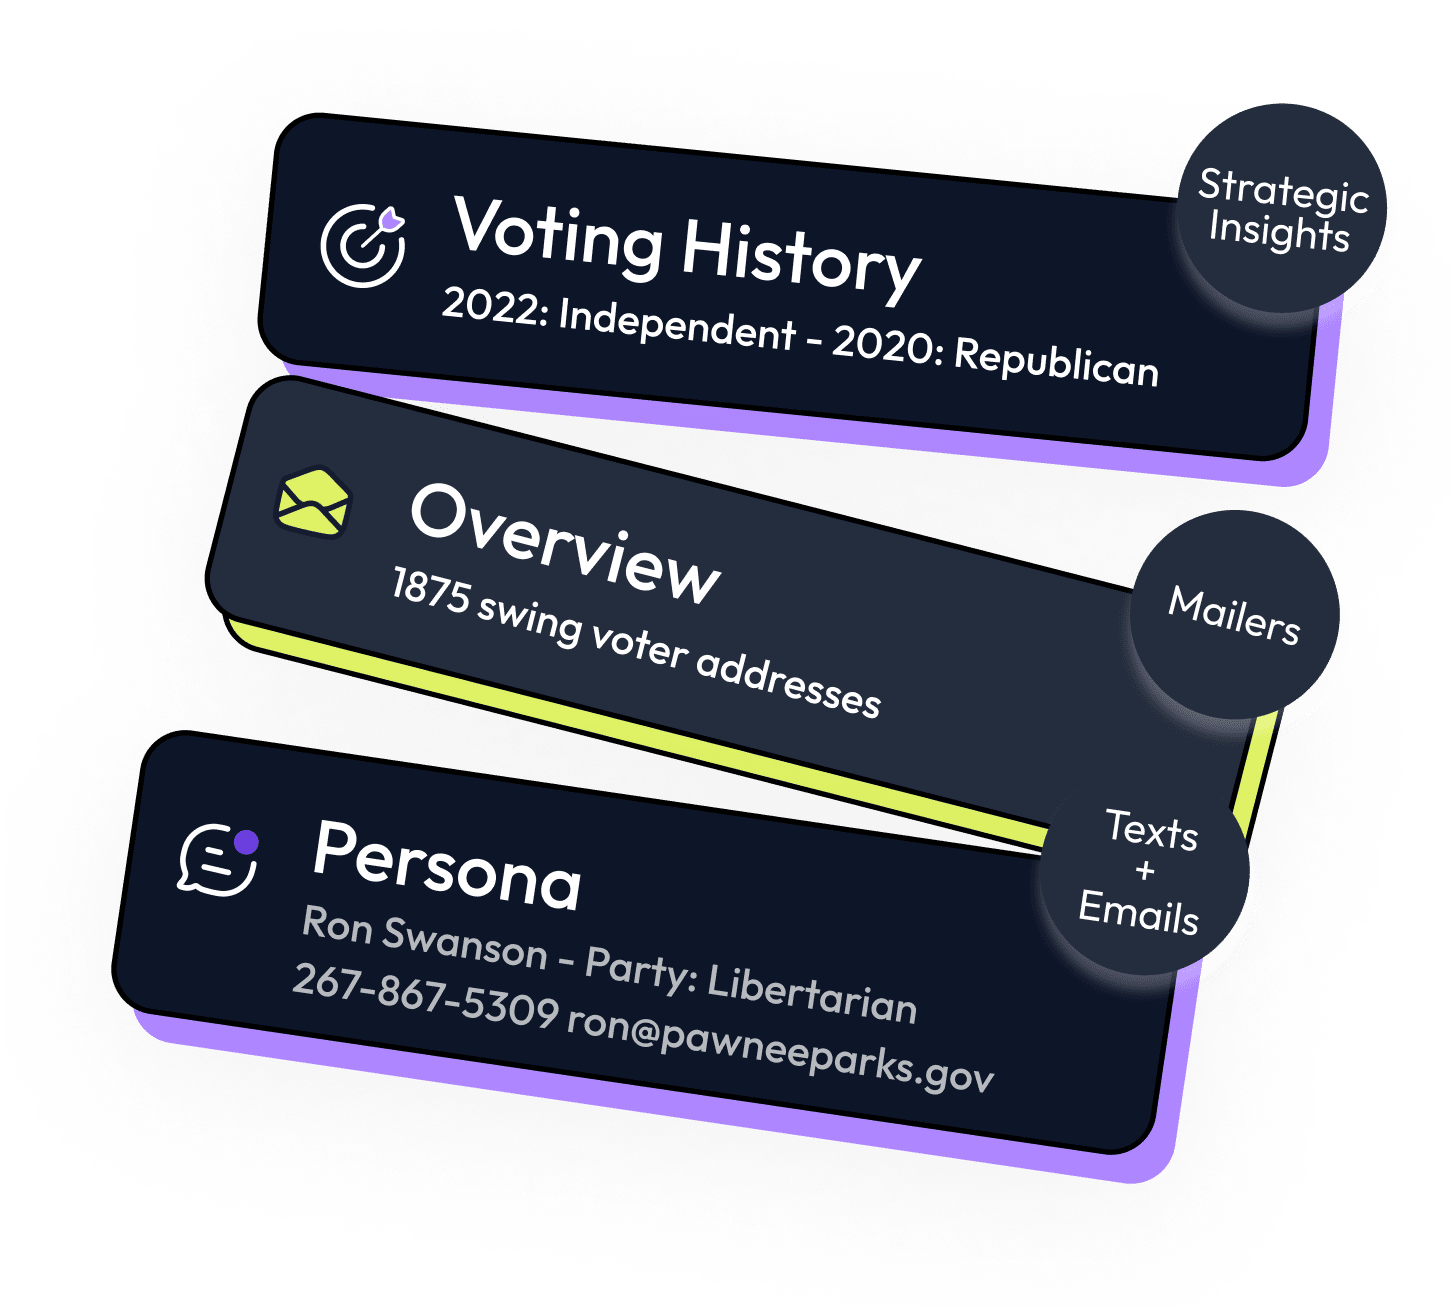 Strategic
Insights
Voting History
2022: Independent - 2020: Republican
Mailers
Overview
1875 swing voter addresses
Texts
+
Emails
Persona
Ron Swanson - Party: Libertarian
267-867-5309 ron@pawneeparks.gov